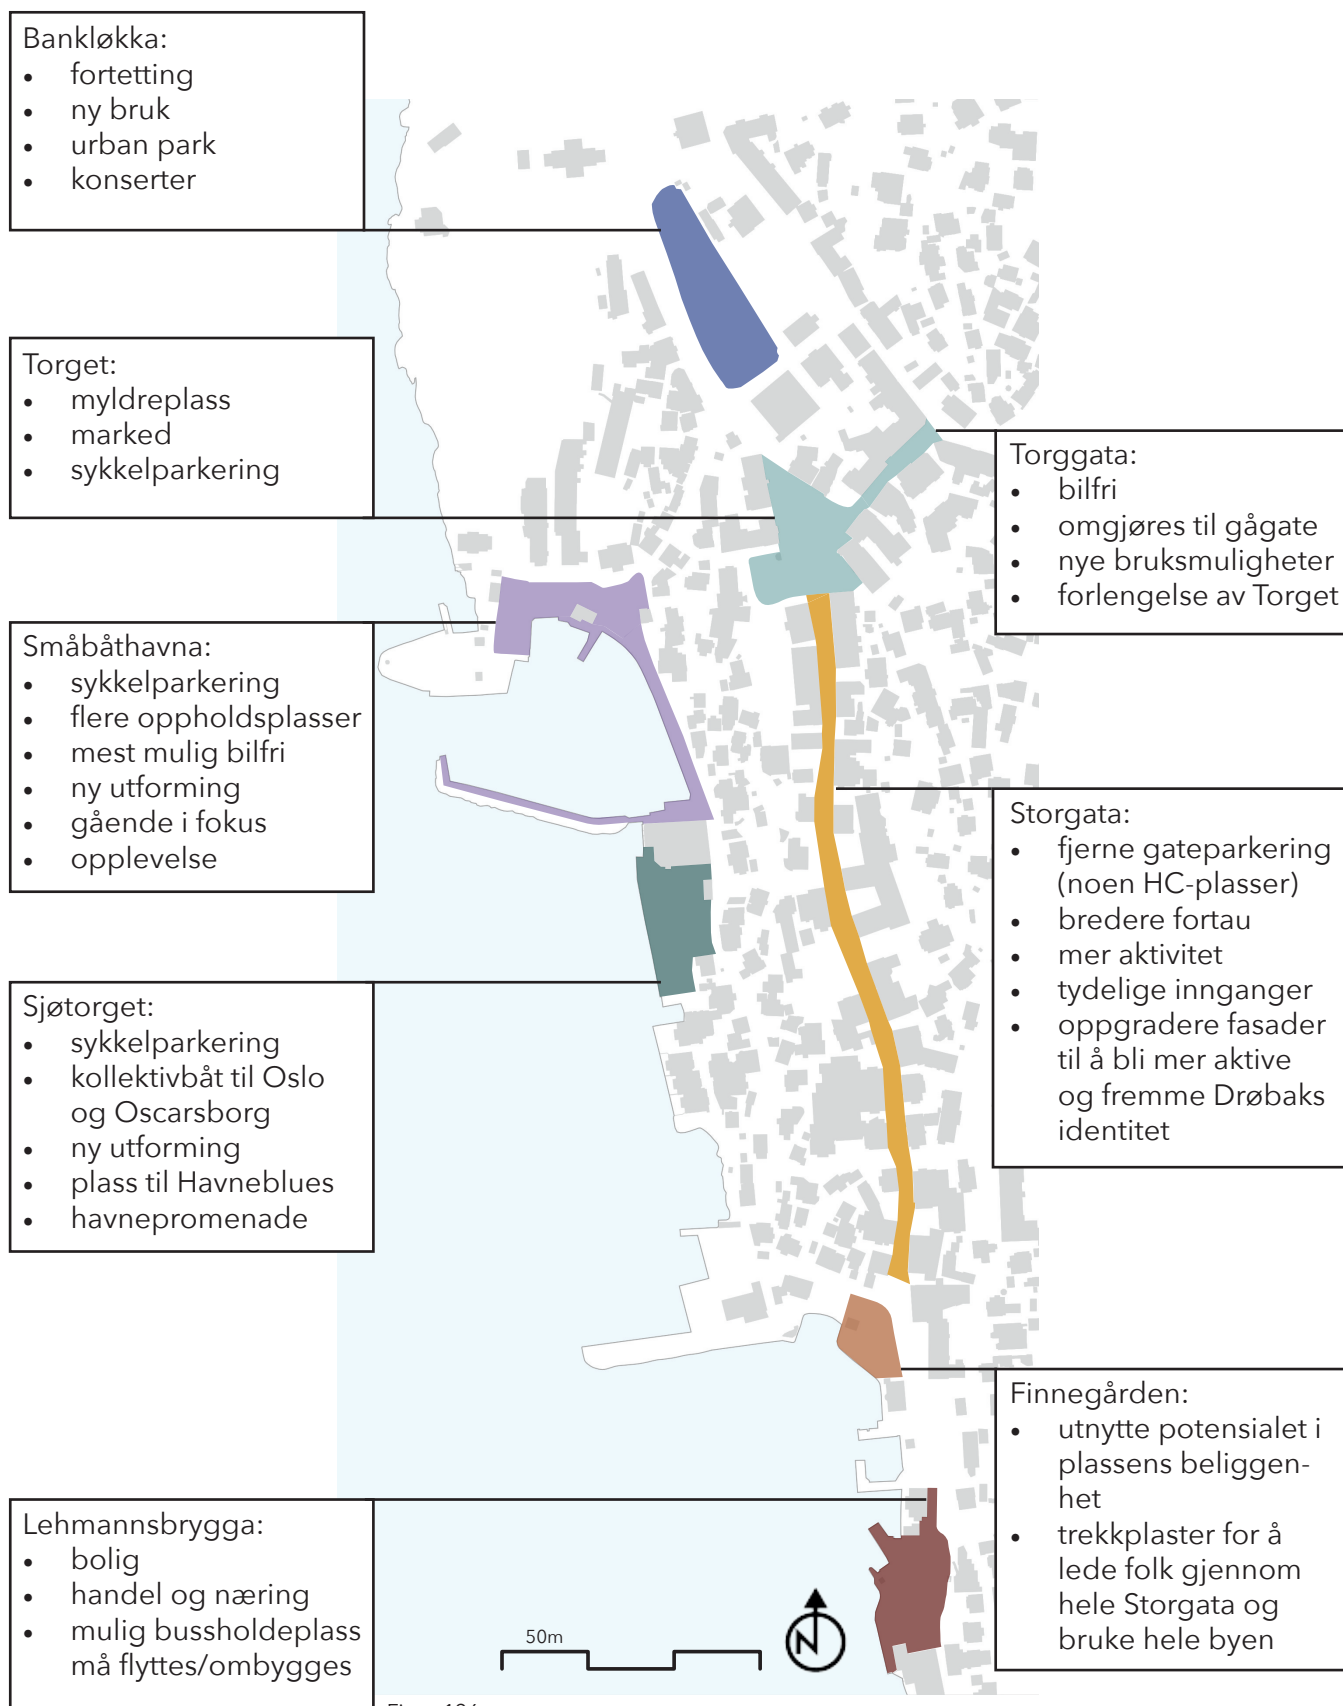 Bankløkka:
• fortetting
• ny bruk
• urban park
• konserter
Torget:
• myldreplass
• marked
• sykkelparkering
Torggata:
• bilfri
• omgjøres til gågate
• nye bruksmuligheter
• forlengelse av Torget
Småbåthavna:
• sykkelparkering
• flere oppholdsplasser
• mest mulig bilfri
• ny utforming
• gående i fokus
• opplevelse
Storgata:
• fjerne gateparkering
(noen HC-plasser)
• bredere fortau
• mer aktivitet
• tydelige innganger
• oppgradere fasader
til å bli mer aktive
og fremme Drøbaks
identitet
Sjøtorget:
• sykkelparkering
• kollektivbåt til Oslo
og Oscarsborg
• ny utforming
• plass til Havneblues
• havnepromenade
Finnegården:
• utnytte potensialet i
plassens beliggen-
het
• trekkplaster for å
lede folk gjennom
hele Storgata og
bruke hele byen
Lehmannsbrygga:
• bolig
• handel og næring
• mulig bussholdeplass
må flyttes/ombygges
50m
N